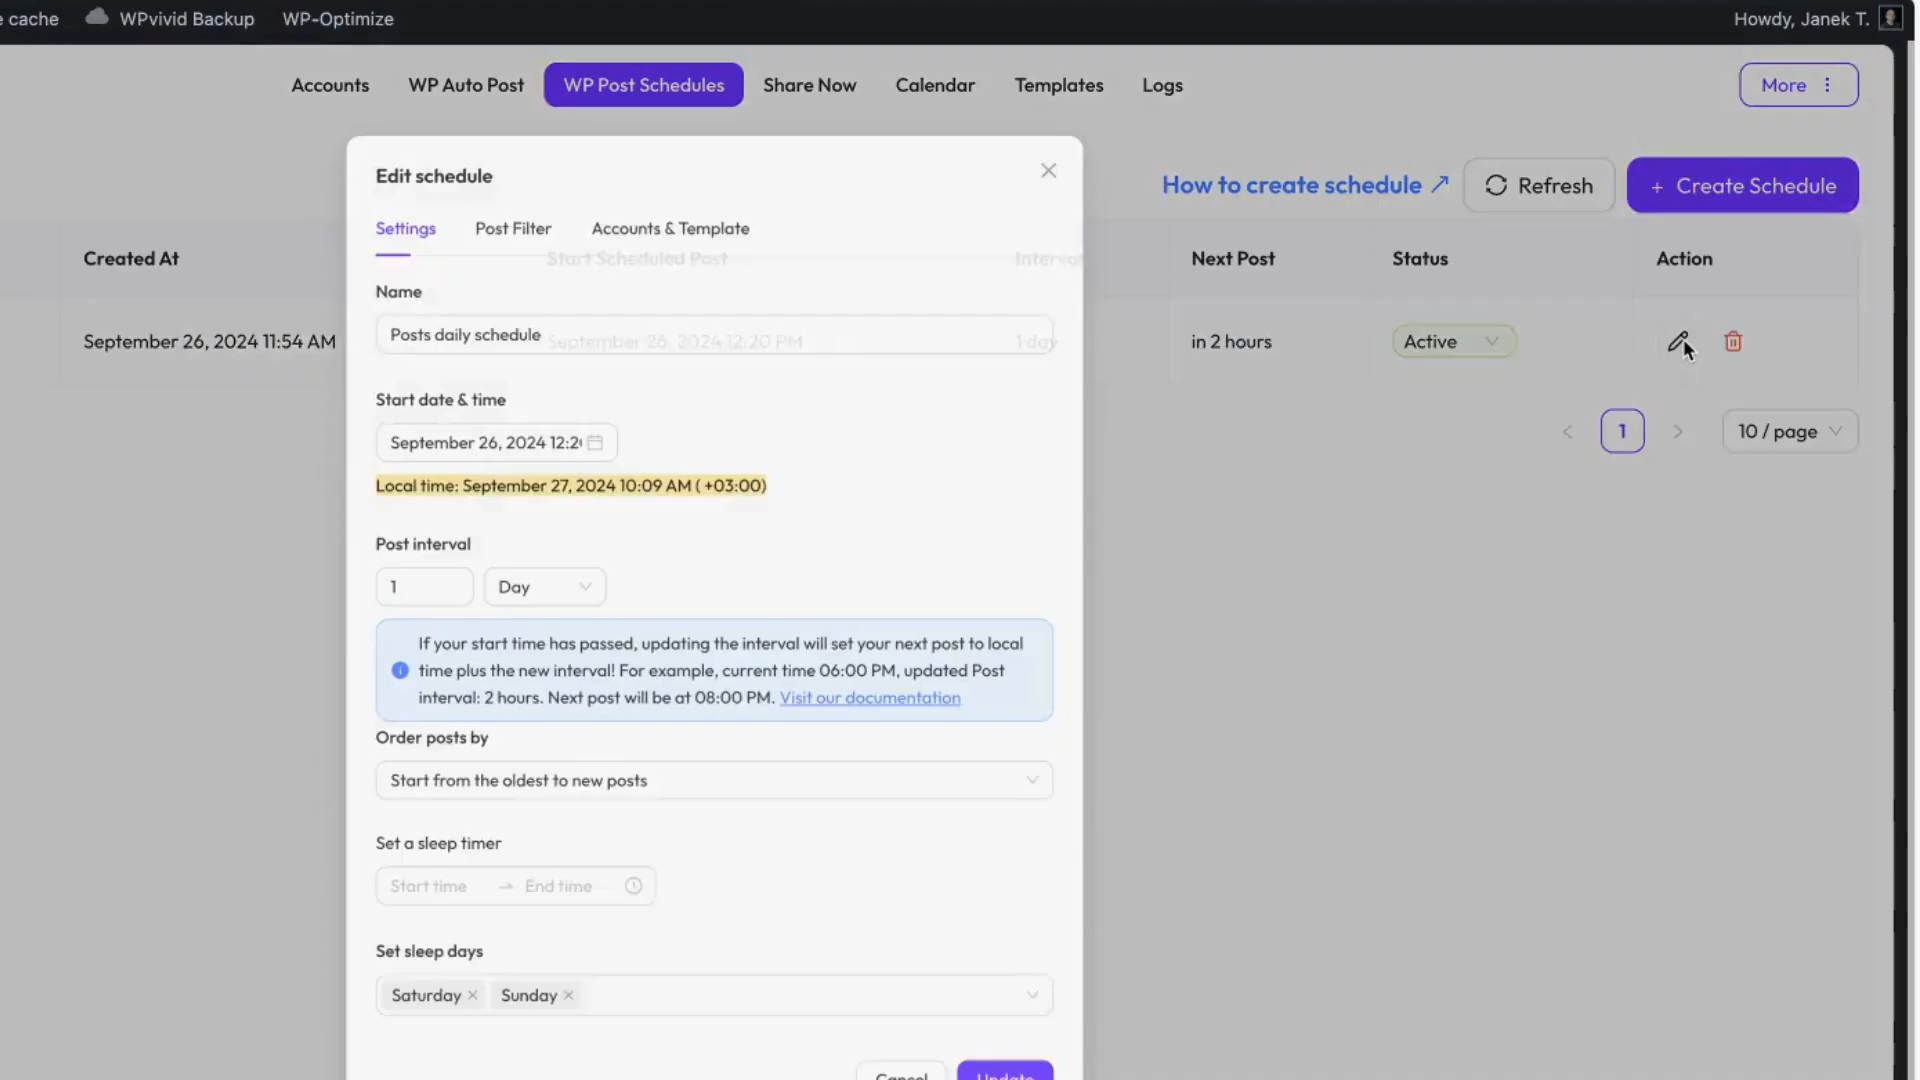 e cache WPvivid Backup WP-Optimize Howdy, Janek T.
Accounts WP Auto Post WP Post Schedules Share Now Calendar Templates Logs More
Edit schedule
How to create schedule ↗ Refresh + Create Schedule
Settings Post Filter Accounts & Template
Created At Start Scheduled Post Interval Next Post Status Action
Name
Posts daily schedule
September 26, 2024 11:54 AM September 26, 2024 12:20 PM 1 day in 2 hours Active
Start date & time
September 26, 2024 12:20
1 10 / page
Local time: September 27, 2024 10:09 AM ( +03:00)
Post interval
1 Day
If your start time has passed, updating the interval will set your next post to local
time plus the new interval! For example, current time 06:00 PM, updated Post
interval: 2 hours. Next post will be at 08:00 PM. Visit our documentation
Order posts by
Start from the oldest to new posts
Set a sleep timer
Start time → End time
Set sleep days
Saturday × Sunday ×
Cancel Update